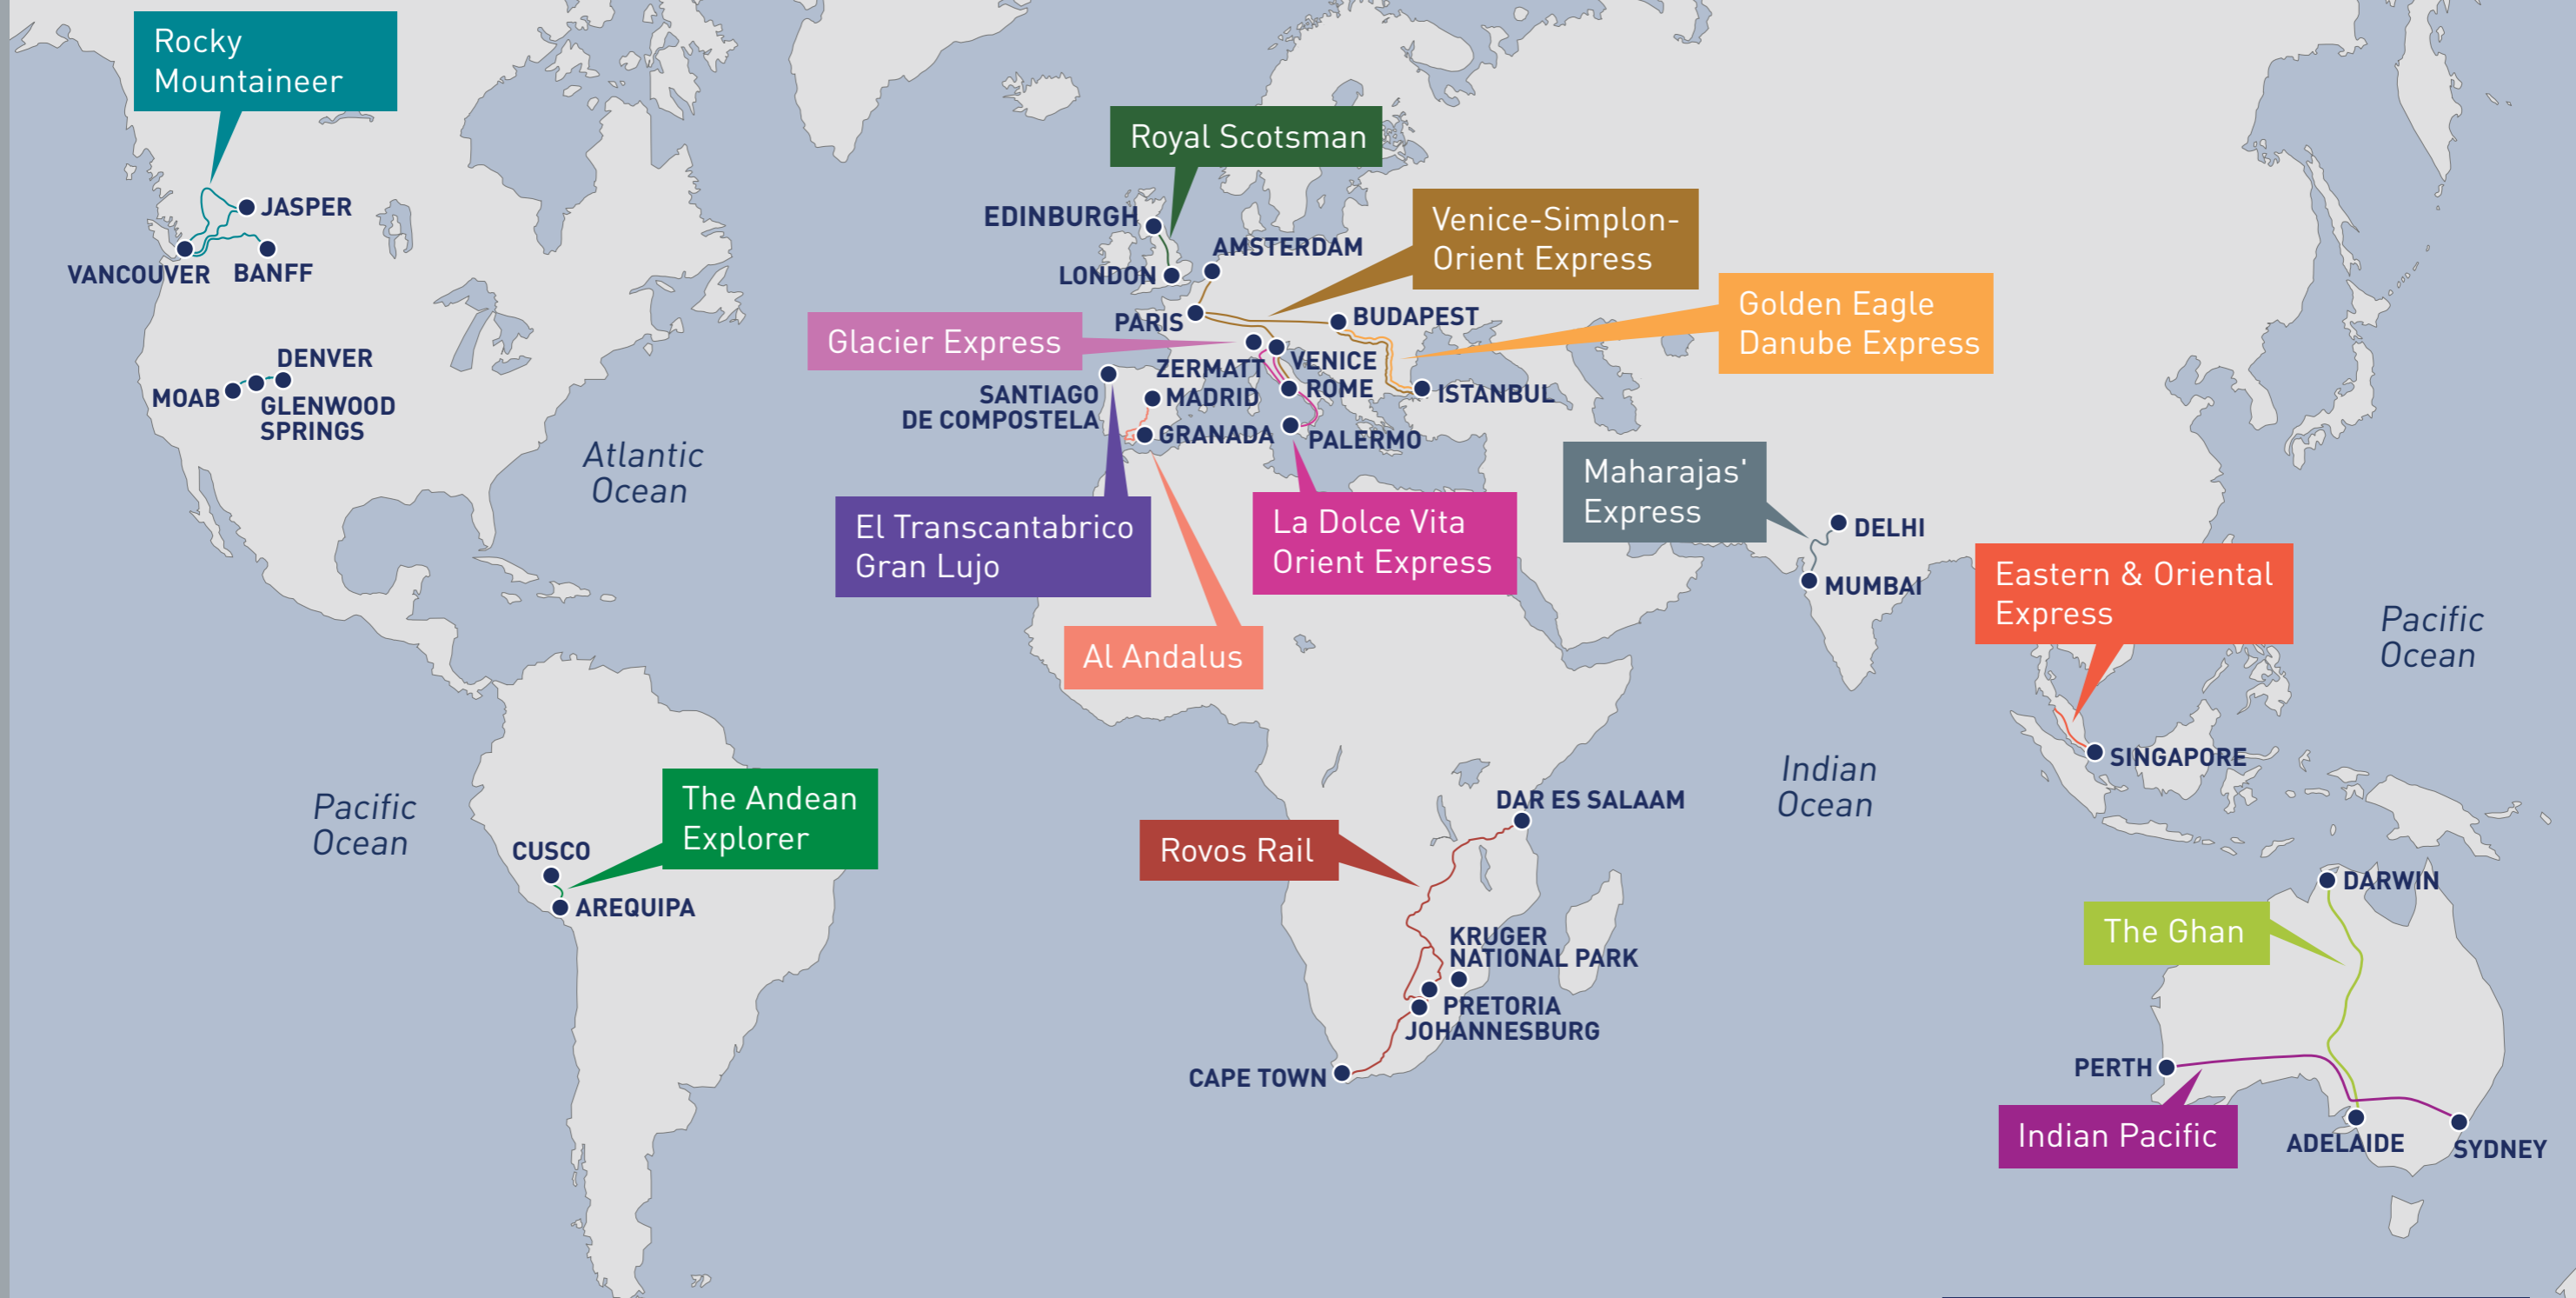 Rocky
Mountaineer
JASPER
VANCOUVER
BANFF
DENVER
MOAB
GLENWOOD
SPRINGS
Atlantic
Ocean
Pacific
Ocean
CUSCO
AREQUIPA
The Andean
Explorer
Royal Scotsman
EDINBURGH
LONDON
AMSTERDAM
Venice-Simplon-
Orient Express
Golden Eagle
Danube Express
PARIS
BUDAPEST
Glacier Express
ZERMATT
VENICE
SANTIAGO
DE COMPOSTELA
MADRID
ROME
ISTANBUL
GRANADA
PALERMO
El Transcantabrico
Gran Lujo
La Dolce Vita
Orient Express
Al Andalus
Maharajas'
Express
DELHI
MUMBAI
Eastern & Oriental
Express
SINGAPORE
Pacific
Ocean
Indian
Ocean
DAR ES SALAAM
Rovos Rail
KRUGER
NATIONAL PARK
PRETORIA
JOHANNESBURG
CAPE TOWN
DARWIN
The Ghan
PERTH
Indian Pacific
ADELAIDE
SYDNEY